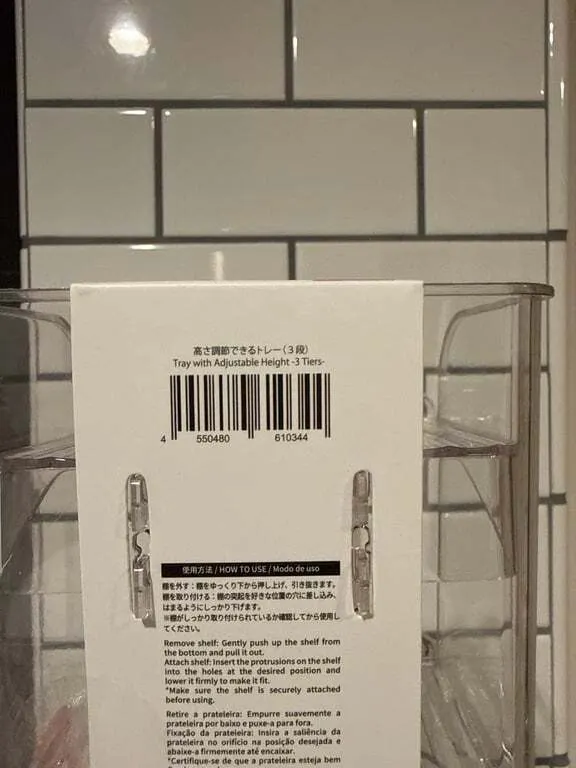 高さ調節できるトレー(3段)
Tray with Adjustable Height -3 Tiers-
4 550480 610344
使用方法 / HOW TO USE / Modo de uso
棚を外す:棚をゆっくり下から押し上げ、引き抜きます。
棚を取り付ける:棚の突起を好きな位置の穴に差し込み、
はまるようにしっかり下げます。
※棚がしっかり取り付けられているか確認してから使用し
てください。
Remove shelf: Gently push up the shelf from
the bottom and pull it out.
Attach shelf: Insert the protrusions on the shelf
into the holes at the desired position and
lower it firmly to make it fit.
*Make sure the shelf is securely attached
before using.
Retire a prateleira: Empurre suavemente a
prateleira por baixo e puxe-a para fora.
Fixação da prateleira: Insira a saliência da
prateleira no orifício na posição desejada e
abaixe-a firmemente até encaixar.
*Certifique-se de que a prateleira esteja bem